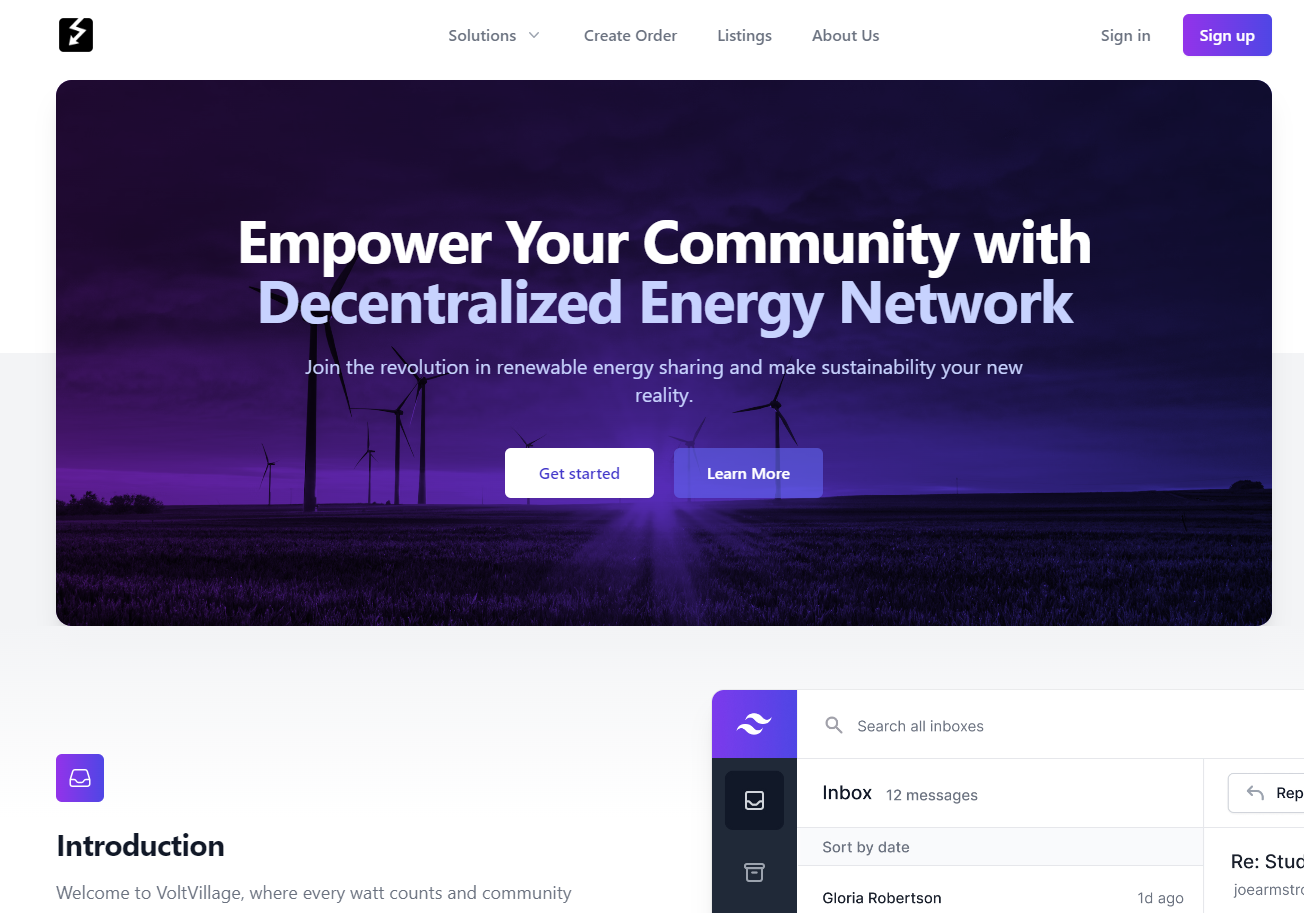 Solutions Create Order Listings About Us Sign in Sign up
Empower Your Community with
Decentralized Energy Network
Join the revolution in renewable energy sharing and make sustainability your new
reality.
Get started Learn More
Introduction
Welcome to VoltVillage, where every watt counts and community
Search all inboxes
Inbox 12 messages
Sort by date
Gloria Robertson 1d ago
Rep
Re: Stud
joearmstro